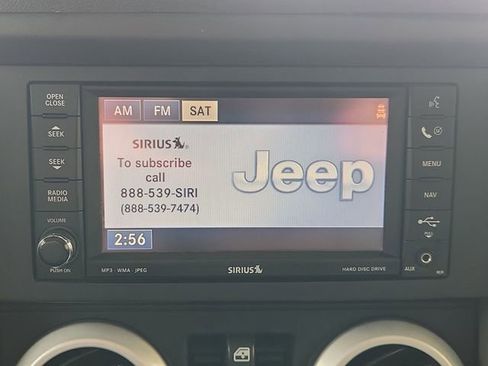 OPEN
CLOSE
SEEK
SEEK
RADIO
MEDIA
VOLUME
PUSH ON
AM FM SAT
SIRIUS
To subscribe
call
888-539-SIRI
(888-539-7474)
Jeep
2:56
MP3 · WMA · JPEG
SIRIUS
HARD DISC DRIVE
MENU
NAV
AUX